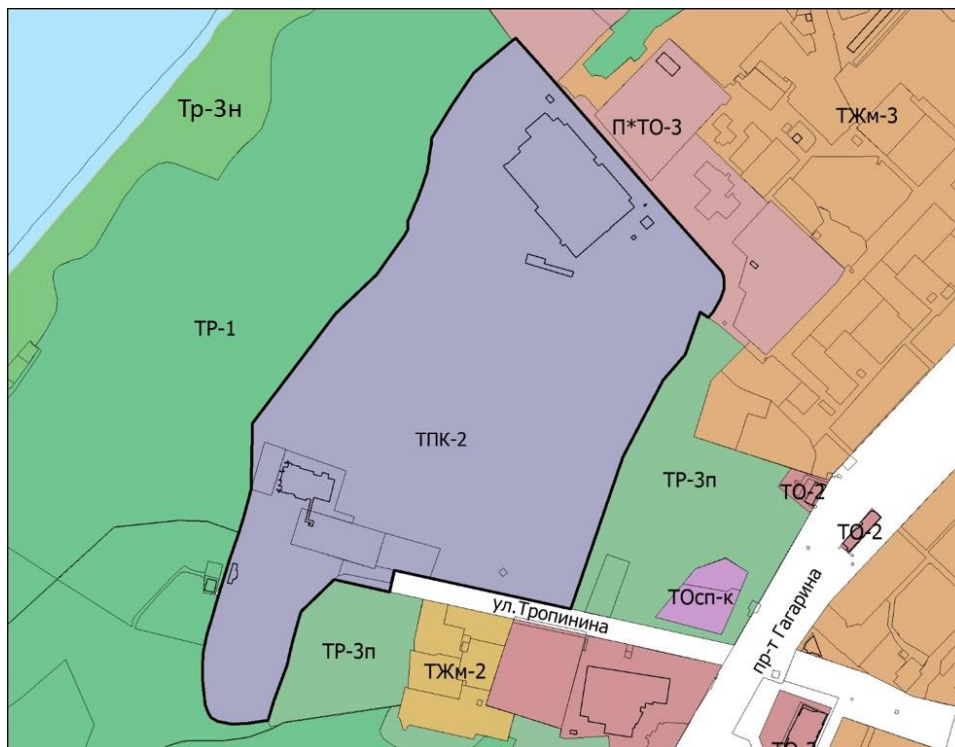 Тр-3н
П*ТО-3
ТЖм-3
ТР-1
ТПК-2
ТР-3п
ТО-2
ТО-2
ТОсп-к
ул.Тропинина
пр-т Гагарина
ТР-3п
ТЖм-2